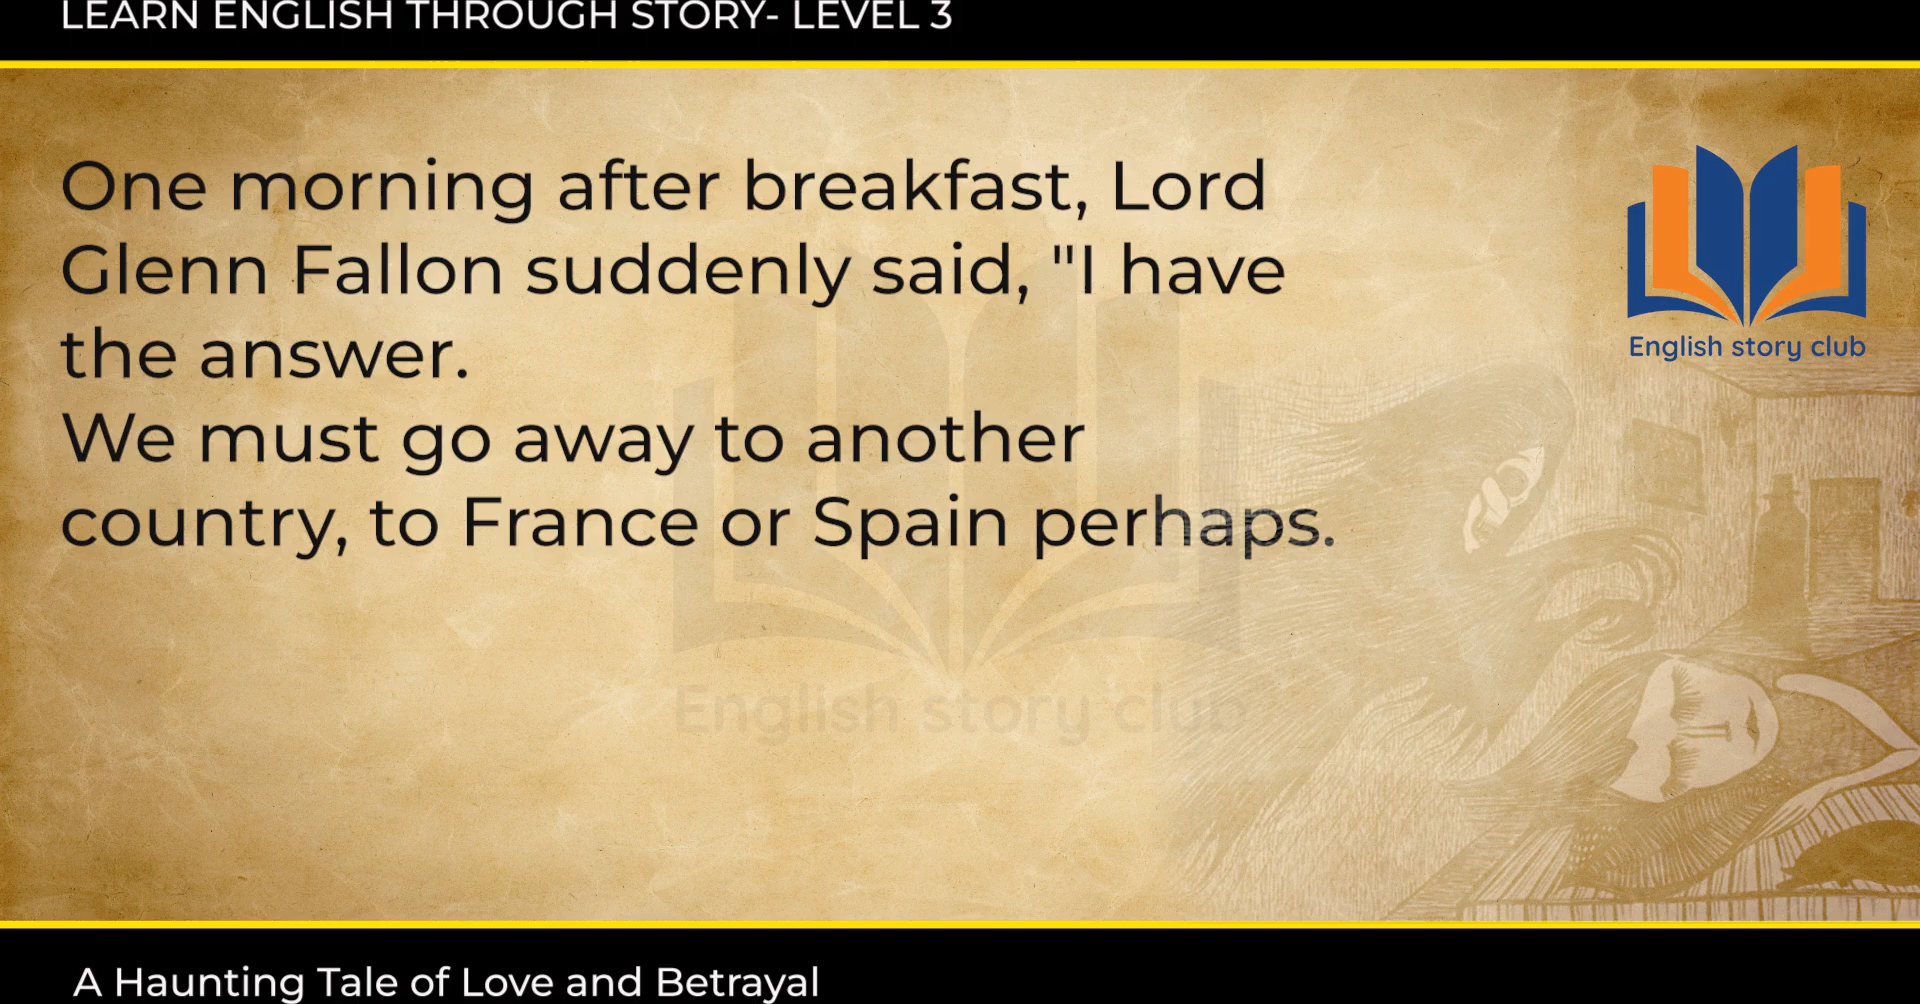 LEARN ENGLISH THROUGH STORY- LEVEL 3
One morning after breakfast, Lord
Glenn Fallon suddenly said, "I have
the answer.
We must go away to another
country, to France or Spain perhaps.
English story club
English story club
A Haunting Tale of Love and Betrayal